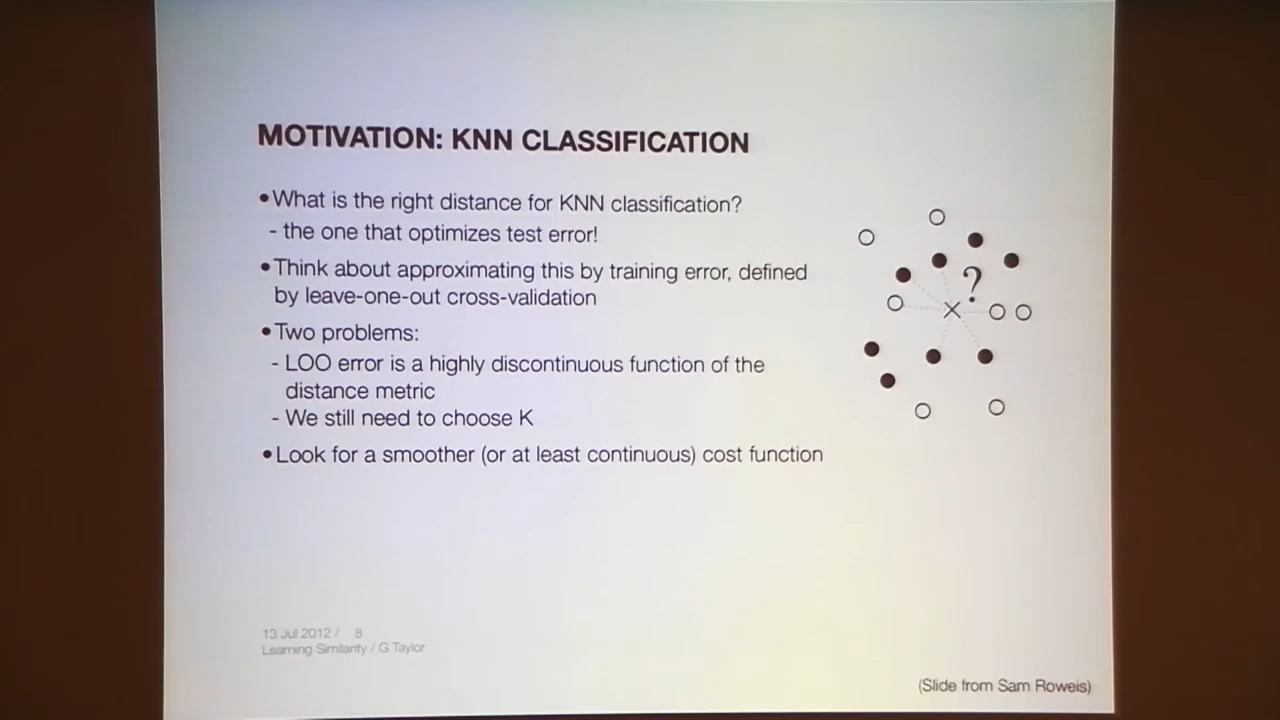 MOTIVATION: KNN CLASSIFICATION
•What is the right distance for KNN classification?
- the one that optimizes test error!
•Think about approximating this by training error, defined
by leave-one-out cross-validation
•Two problems:
- LOO error is a highly discontinuous function of the
distance metric
- We still need to choose K
•Look for a smoother (or at least continuous) cost function
?
13 Jul 2012 / 8
Learning Similarity / G Taylor
(Slide from Sam Roweis)